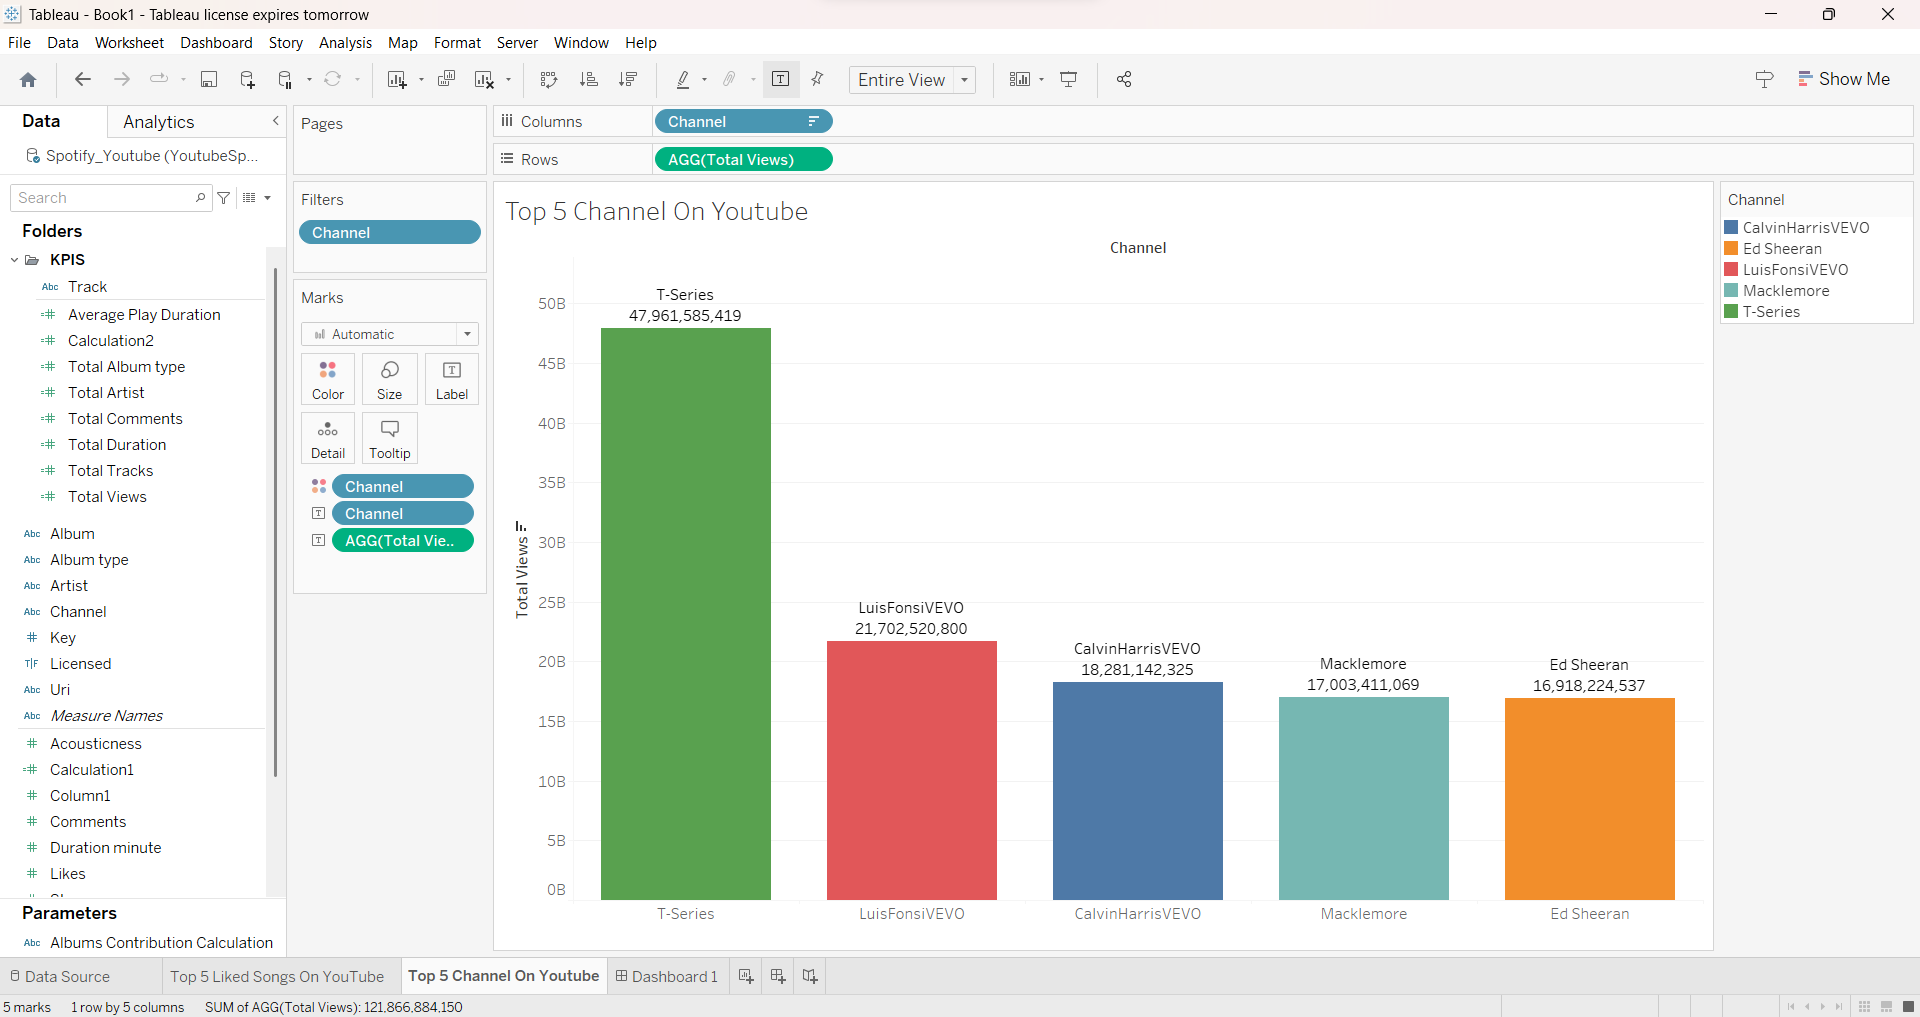 Tableau - Book1 - Tableau license expires tomorrow
File Data Worksheet Dashboard Story Analysis Map Format Server Window Help
Entire View
Show Me
Data
Analytics
Spotify_Youtube (YoutubeSp...
Search
Folders
KPIS
Abc Track
Average Play Duration
Calculation2
Total Album type
Total Artist
Total Comments
Total Duration
Total Tracks
Total Views
Abc Album
Abc Album type
Abc Artist
Abc Channel
Key
T|F Licensed
Abc Uri
Abc Measure Names
Acousticness
Calculation1
Column1
Comments
Duration minute
Likes
Parameters
Abc Albums Contribution Calculation
Pages
Filters
Channel
Marks
Automatic
Color Size Label
Detail Tooltip
Channel
Channel
AGG(Total Vie..
Columns Channel
Rows AGG(Total Views)
Top 5 Channel On Youtube
Channel
Total Views
50B
45B
40B
35B
30B
25B
20B
15B
10B
5B
0B
T-Series
47,961,585,419
LuisFonsiVEVO
21,702,520,800
CalvinHarrisVEVO
18,281,142,325
Macklemore
17,003,411,069
Ed Sheeran
16,918,224,537
T-Series LuisFonsiVEVO CalvinHarrisVEVO Macklemore Ed Sheeran
Channel
CalvinHarrisVEVO
Ed Sheeran
LuisFonsiVEVO
Macklemore
T-Series
Data Source Top 5 Liked Songs On YouTube Top 5 Channel On Youtube Dashboard 1
5 marks 1 row by 5 columns SUM of AGG(Total Views): 121,866,884,150